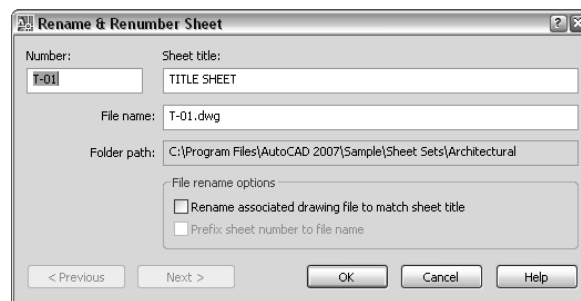 Rename & Renumber Sheet
Number:
Sheet title:
T-01
TITLE SHEET
File name:
T-01.dwg
Folder path:
C:\Program Files\AutoCAD 2007\Sample\Sheet Sets\Architectural
File rename options
Rename associated drawing file to match sheet title
Prefix sheet number to file name
< Previous
Next >
OK
Cancel
Help